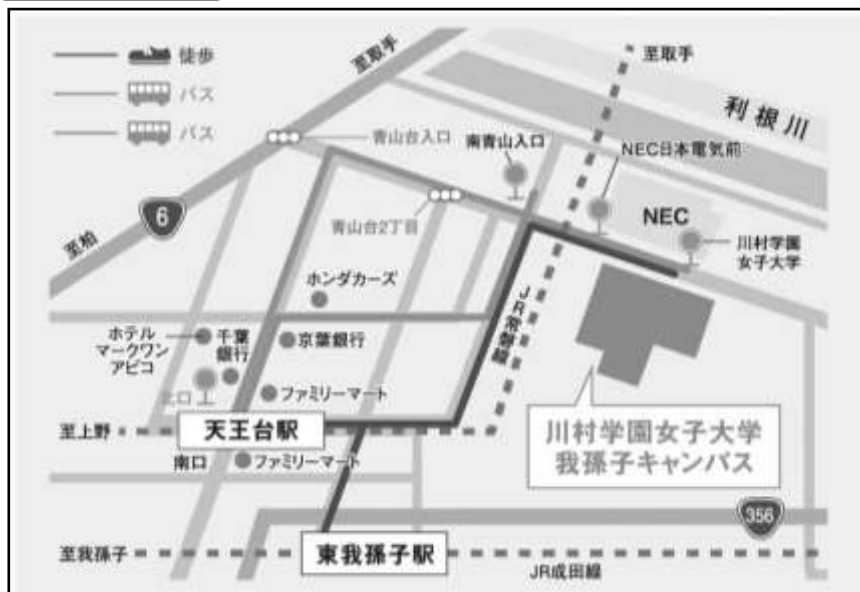 徒歩
バス
バス
至取手
至取手
利根川
青山台入口
南青山入口
NEC日本電気前
6
NEC
青山台2丁目
川村学園
女子大学
至柏
ホンダカーズ
JR常磐線
ホテル
マークワン
アビコ
千葉
銀行
京葉銀行
北口
ファミリーマート
至上野
天王台駅
川村学園女子大学
我孫子キャンパス
南口
ファミリーマート
356
至我孫子
東我孫子駅
JR成田線